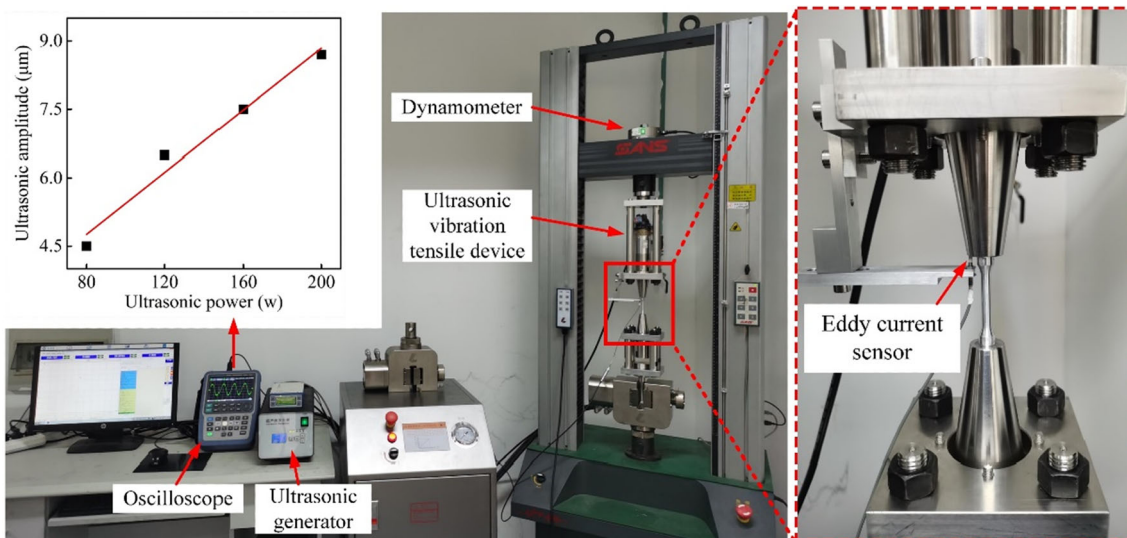 9.0
7.5
6.0
4.5
Ultrasonic amplitude (μm)
80
120
160
200
Ultrasonic power (w)
Dynamometer
SANS
Ultrasonic
vibration
tensile device
Eddy current
sensor
Oscilloscope
Ultrasonic
generator